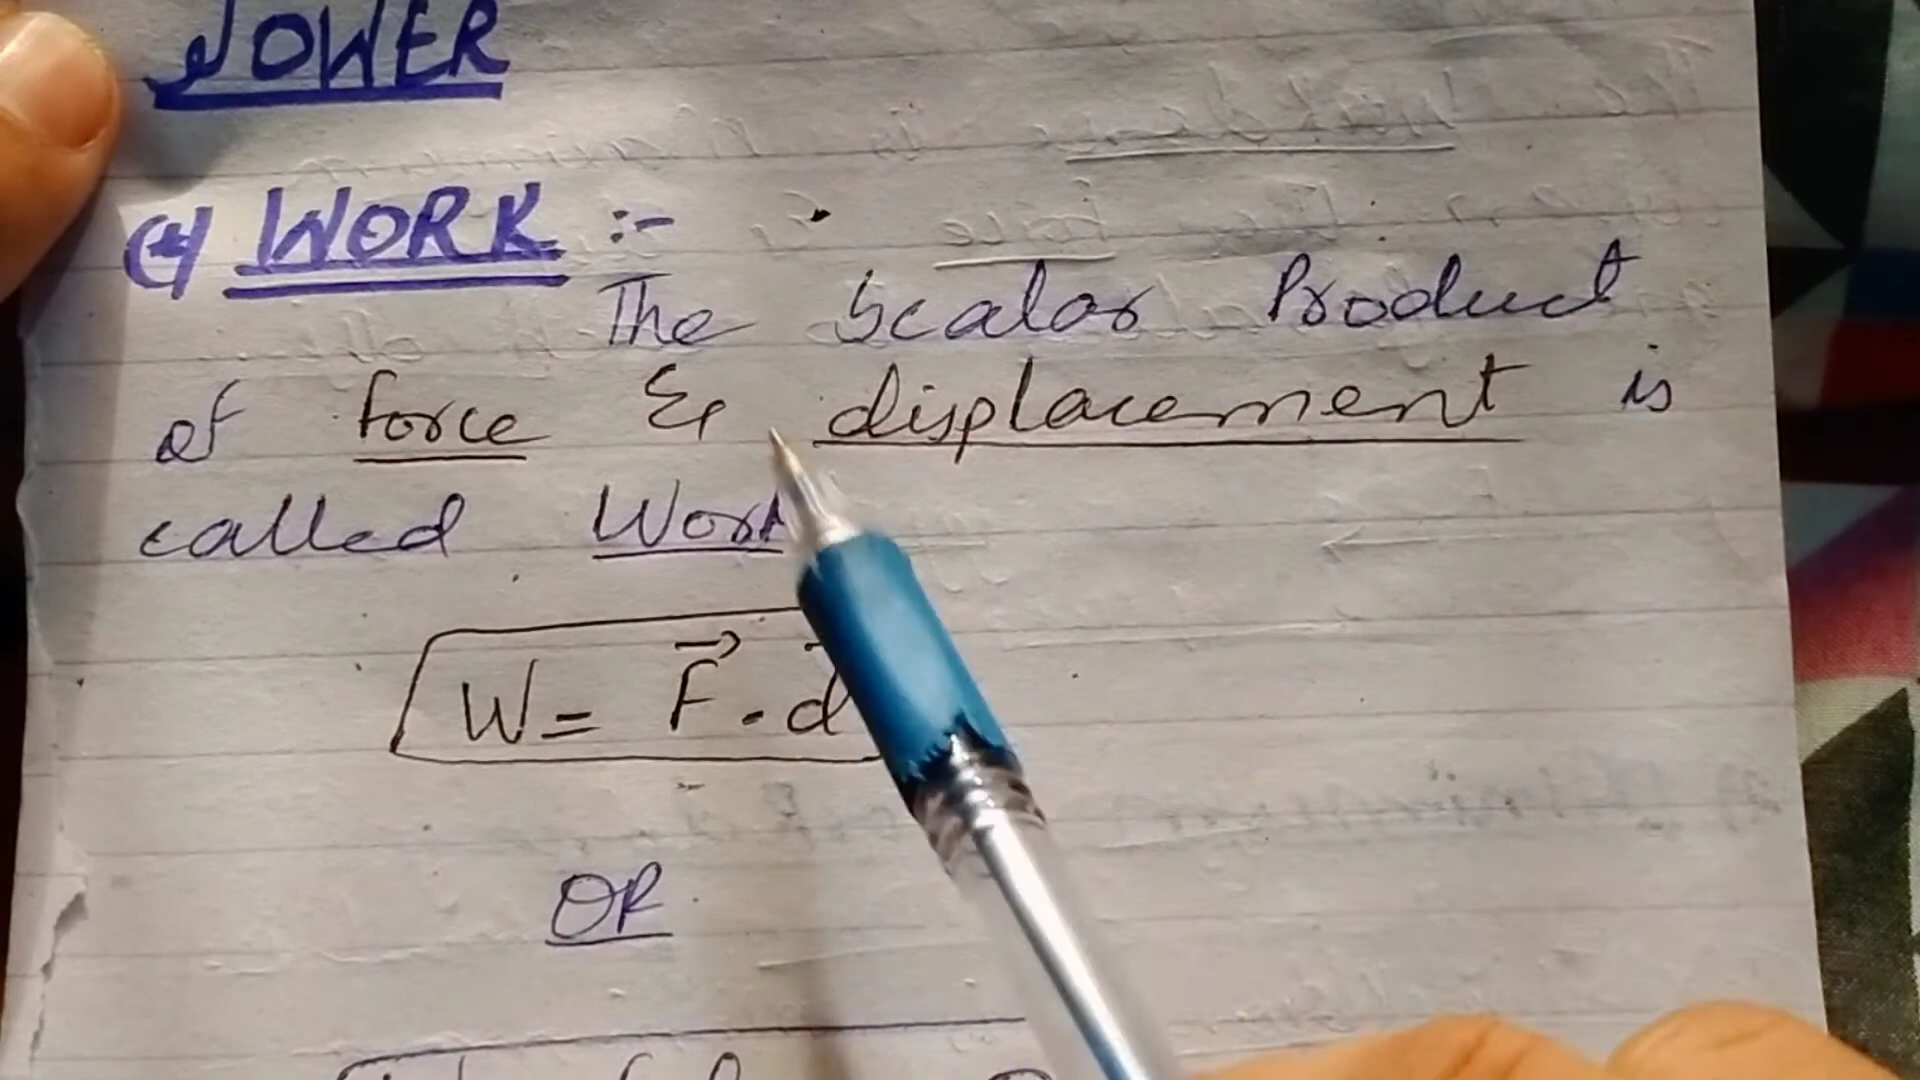 POWER
(*) WORK :-
The Scalar Product
of force & displacement is
called Work
W = F⃗ . d
OR